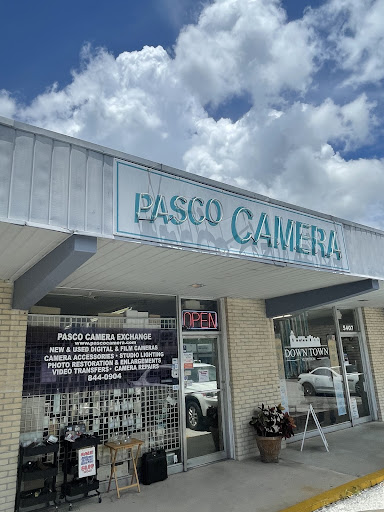 PASCO CAMERA
OPEN
PASCO CAMERA EXCHANGE
www.pascocamera.com
NEW & USED DIGITAL & FILM CAMERAS
CAMERA ACCESSORIES • STUDIO LIGHTING
PHOTO RESTORATION & ENLARGEMENTS
VIDEO TRANSFERS • CAMERA REPAIRS
844-0904
DOWN TOWN
5407